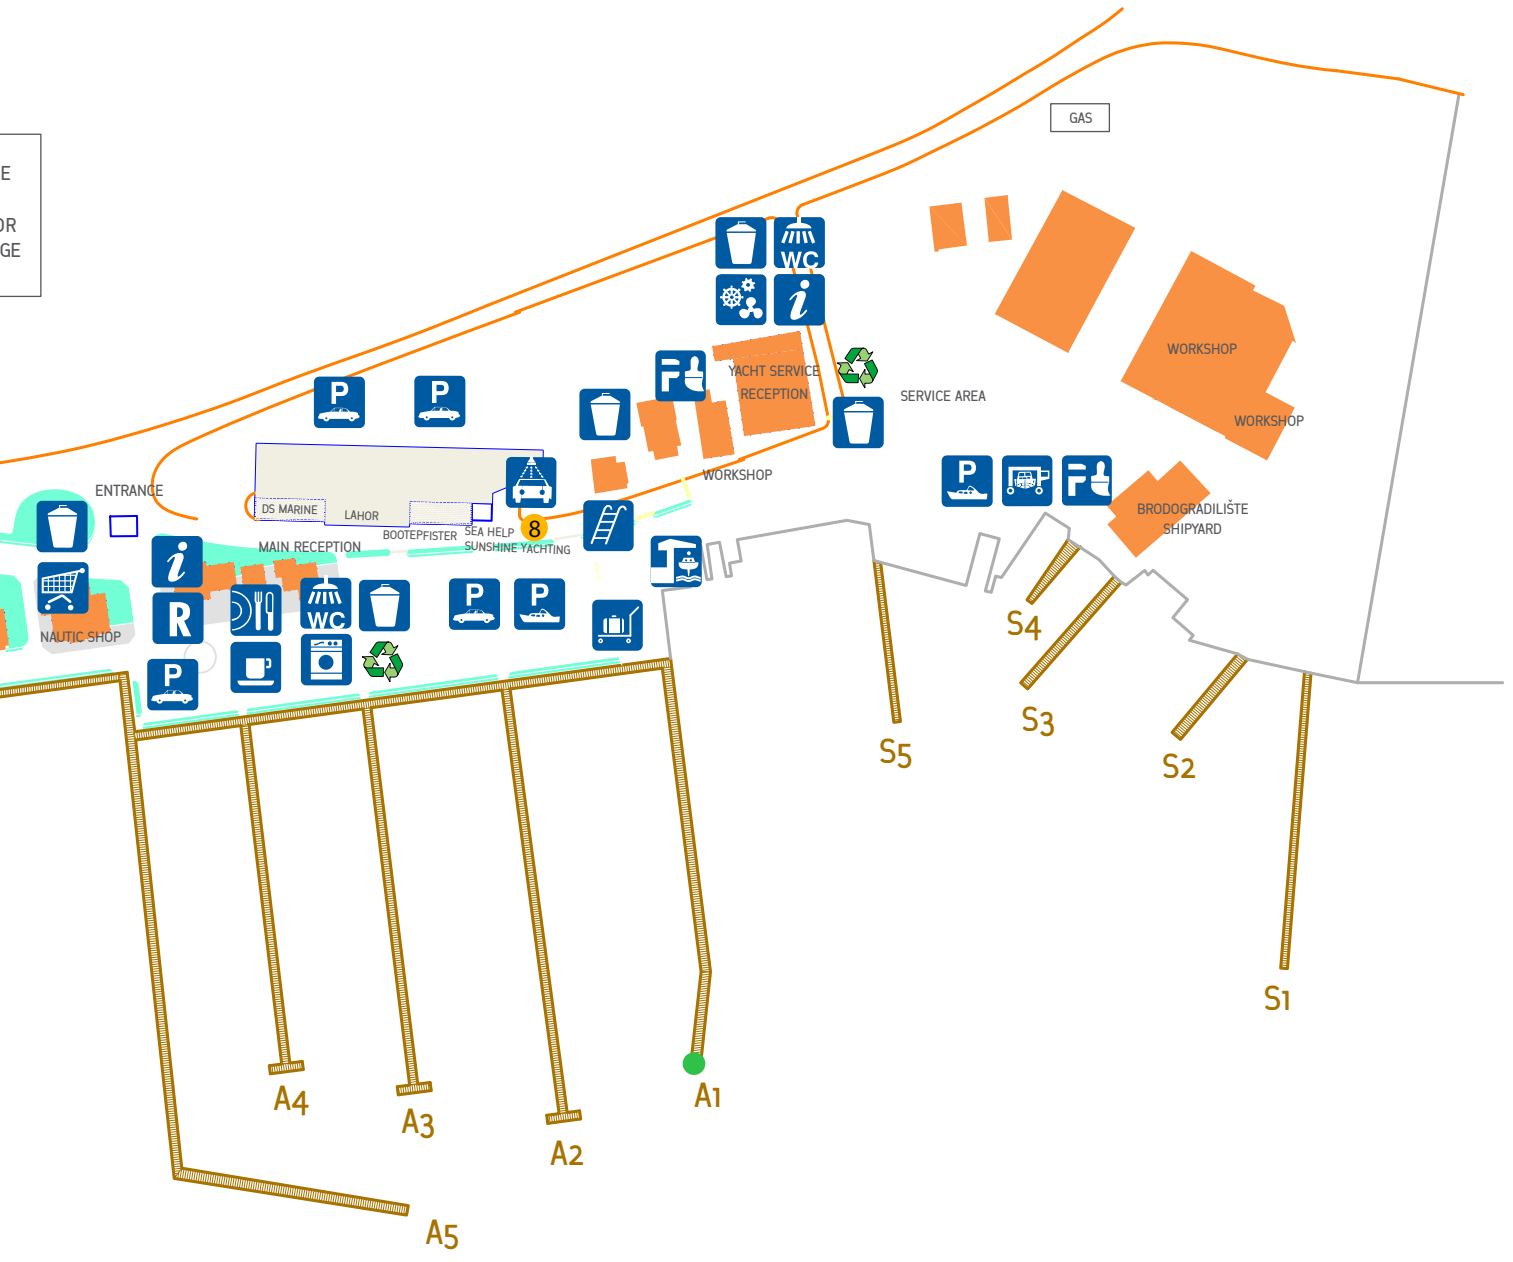 GAS
E
OR
GE
WC
i
P
P
F
YACHT SERVICE
RECEPTION
SERVICE AREA
WORKSHOP
WORKSHOP
WORKSHOP
P
F
BRODOGRADILIŠTE
SHIPYARD
ENTRANCE
DS MARINE
LAHOR
BOOTEPFISTER
SEA HELP
SUNSHINE YACHTING
8
MAIN RECEPTION
i
R
WC
P
P
NAUTIC SHOP
P
S4
S3
S5
S2
S1
A4
A3
A2
A1
A5